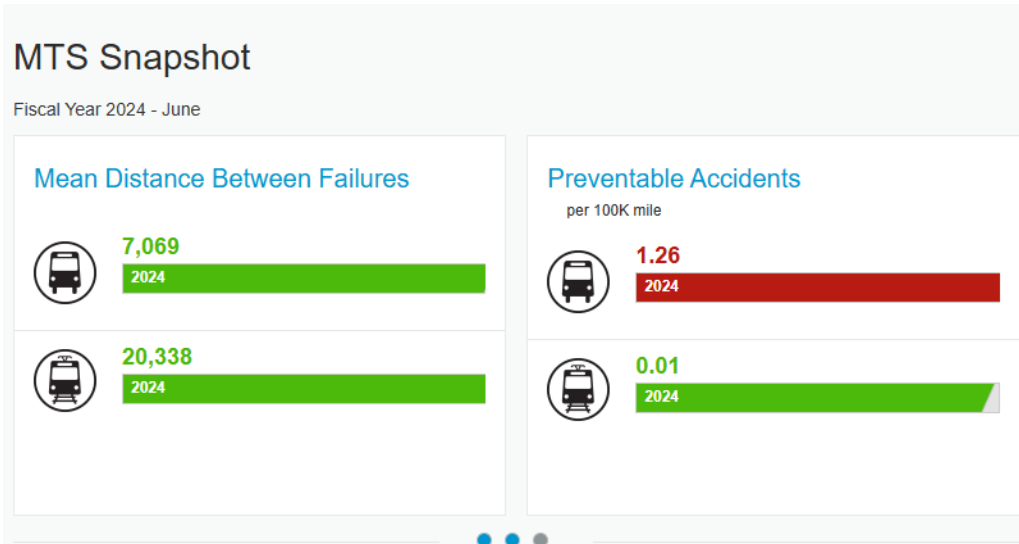 MTS Snapshot
Fiscal Year 2024 - June
Mean Distance Between Failures
7,069
2024
20,338
2024
Preventable Accidents
per 100K mile
1.26
2024
0.01
2024